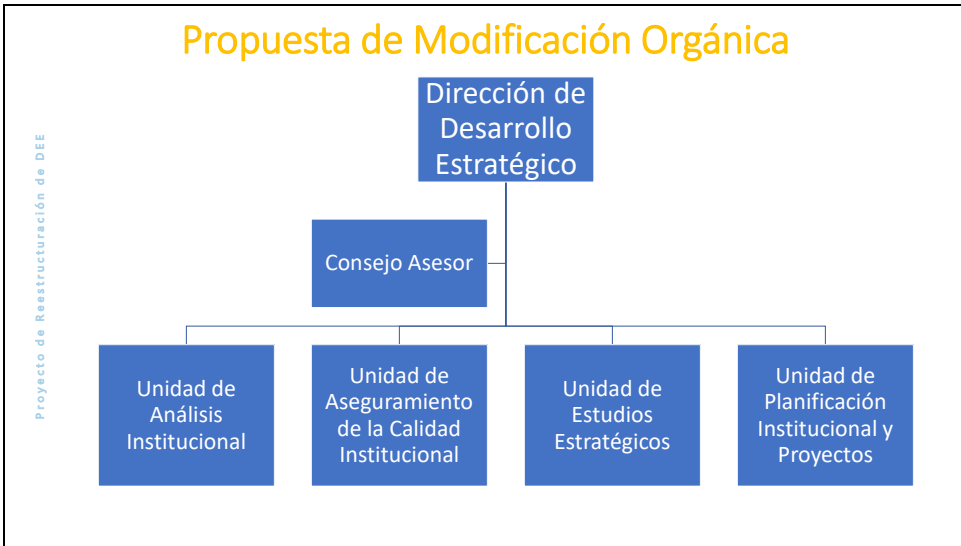 Propuesta de Modificación Orgánica
Proyecto de Reestructuración de DEE
Dirección de
Desarrollo
Estratégico
Consejo Asesor
Unidad de
Análisis
Institucional
Unidad de
Aseguramiento
de la Calidad
Institucional
Unidad de
Estudios
Estratégicos
Unidad de
Planificación
Institucional y
Proyectos